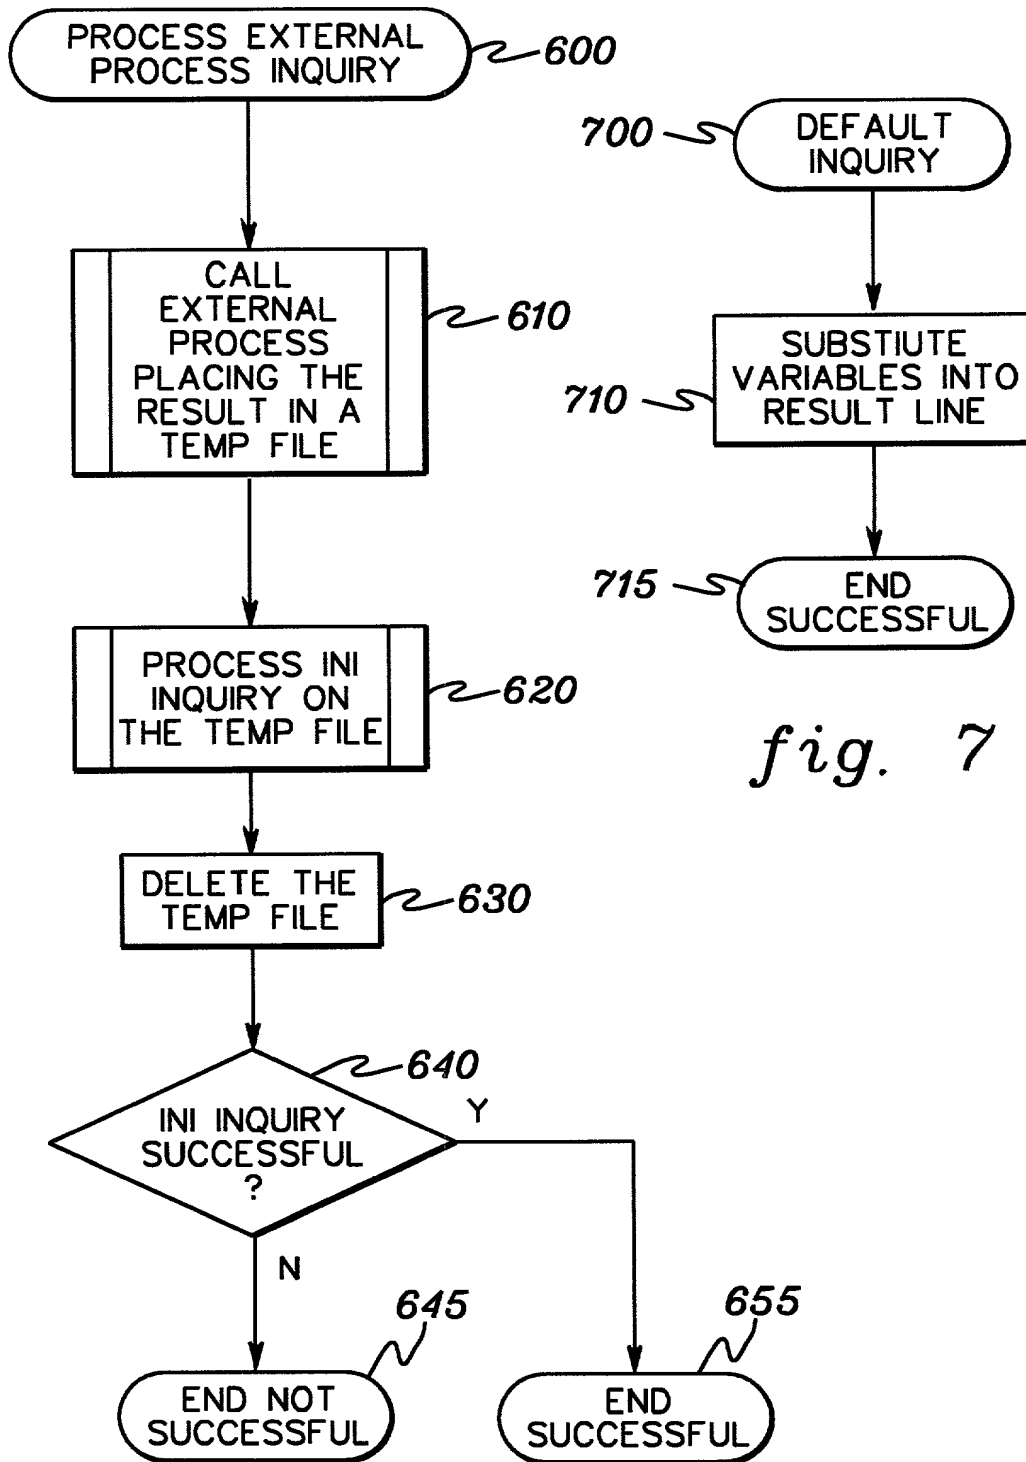 PROCESS EXTERNAL
PROCESS INQUIRY
600
CALL
EXTERNAL
PROCESS
PLACING THE
RESULT IN A
TEMP FILE
610
PROCESS INI
INQUIRY ON
THE TEMP FILE
620
DELETE THE
TEMP FILE
630
640
INI INQUIRY
SUCCESSFUL
?
Y
N
645
END NOT
SUCCESSFUL
655
END
SUCCESSFUL
700
DEFAULT
INQUIRY
SUBSTIUTE
VARIABLES INTO
RESULT LINE
710
715
END
SUCCESSFUL
fig. 7